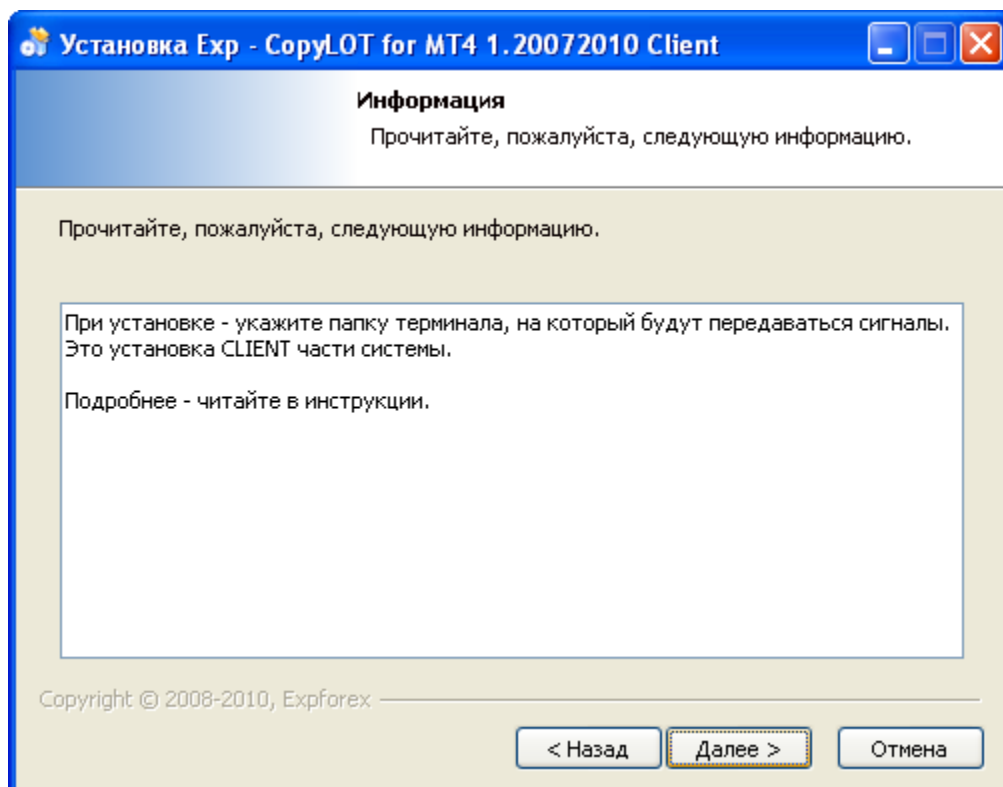 Установка Exp - CopyLOT for MT4 1.20072010 Client
Информация
Прочитайте, пожалуйста, следующую информацию.
Прочитайте, пожалуйста, следующую информацию.
При установке - укажите папку терминала, на который будут передаваться сигналы.
Это установка CLIENT части системы.
Подробнее - читайте в инструкции.
Copyright © 2008-2010, Expforex
< Назад
Далее >
Отмена